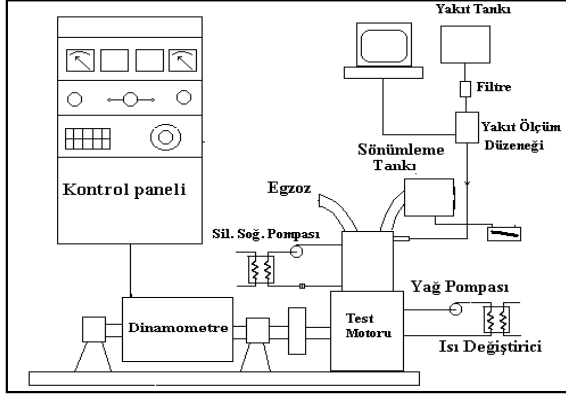 Yakıt Tankı
Filtre
Yakıt Ölçüm
Düzeneği
Sönümleme
Tankı
Egzoz
Kontrol paneli
Sil. Soğ. Pompası
Yağ Pompası
Dinamometre
Test
Motoru
Isı Değiştirici